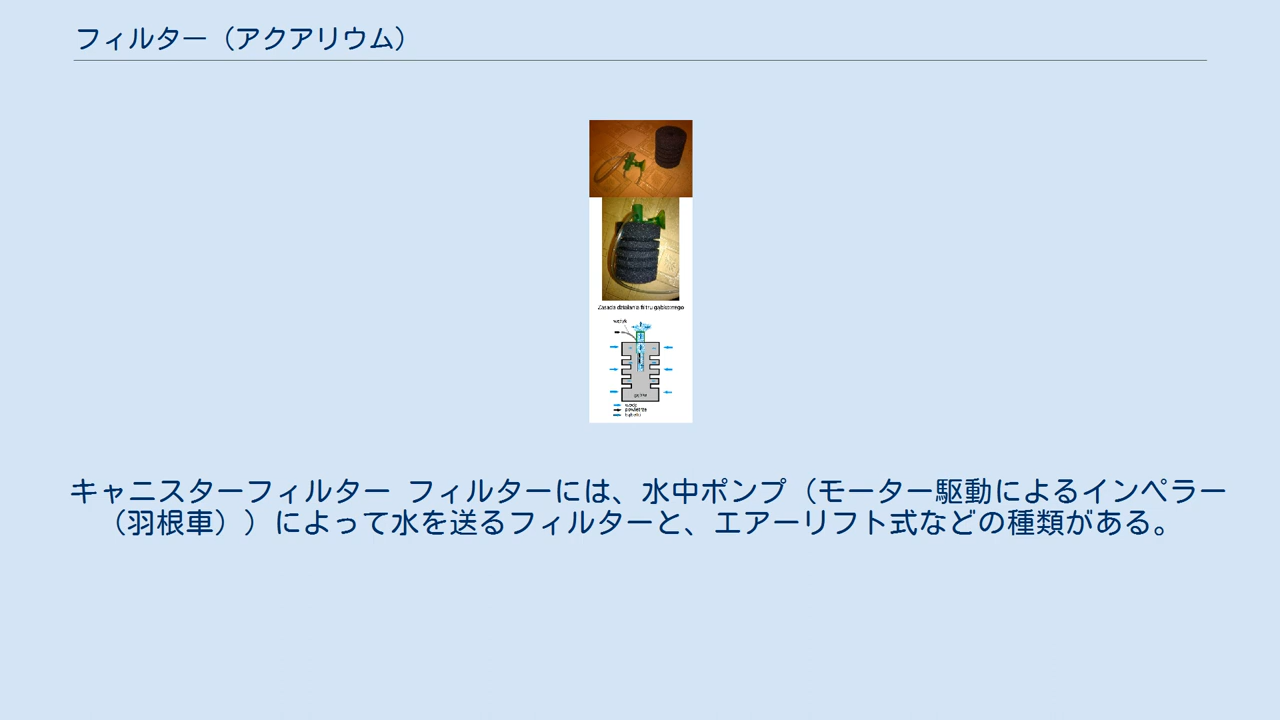 フィルター（アクアリウム）
Zasada działania filtru gąbkowego
キャニスターフィルター フィルターには、水中ポンプ（モーター駆動によるインペラー
（羽根車））によって水を送るフィルターと、エアーリフト式などの種類がある。